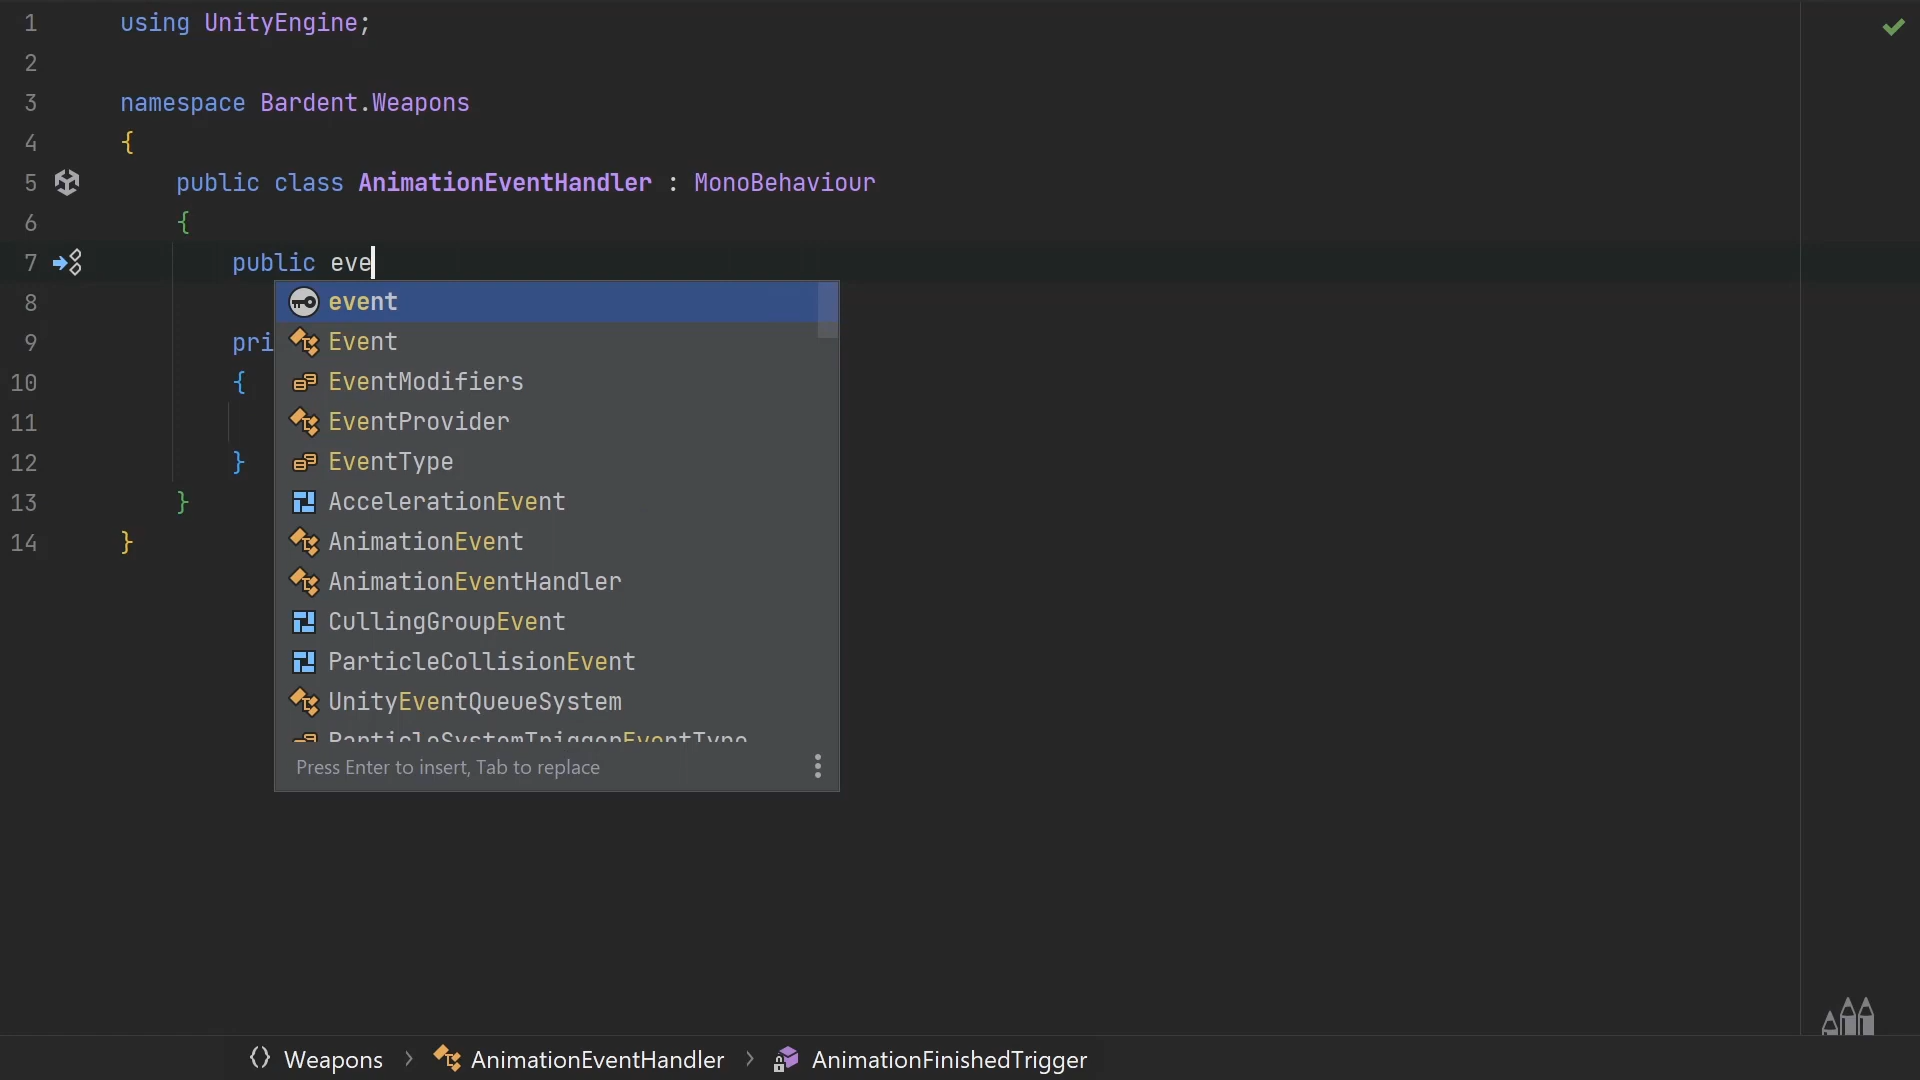 1 using UnityEngine;
2
3 namespace Bardent.Weapons
4 {
5 public class AnimationEventHandler : MonoBehaviour
6 {
7 public eve
8 event
Event
9 pri
10 { EventModifiers
11 EventProvider
12 } EventType
13 } AccelerationEvent
14 } AnimationEvent
AnimationEventHandler
CullingGroupEvent
ParticleCollisionEvent
UnityEventQueueSystem
ParticleSystemTriggerEventType
Press Enter to insert, Tab to replace
Weapons > AnimationEventHandler > AnimationFinishedTrigger